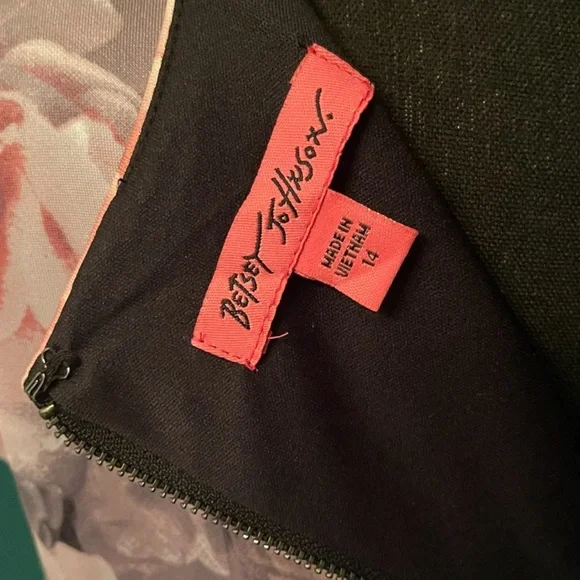 BETSEY JOHNSON.
MADE IN
VIETNAM
14